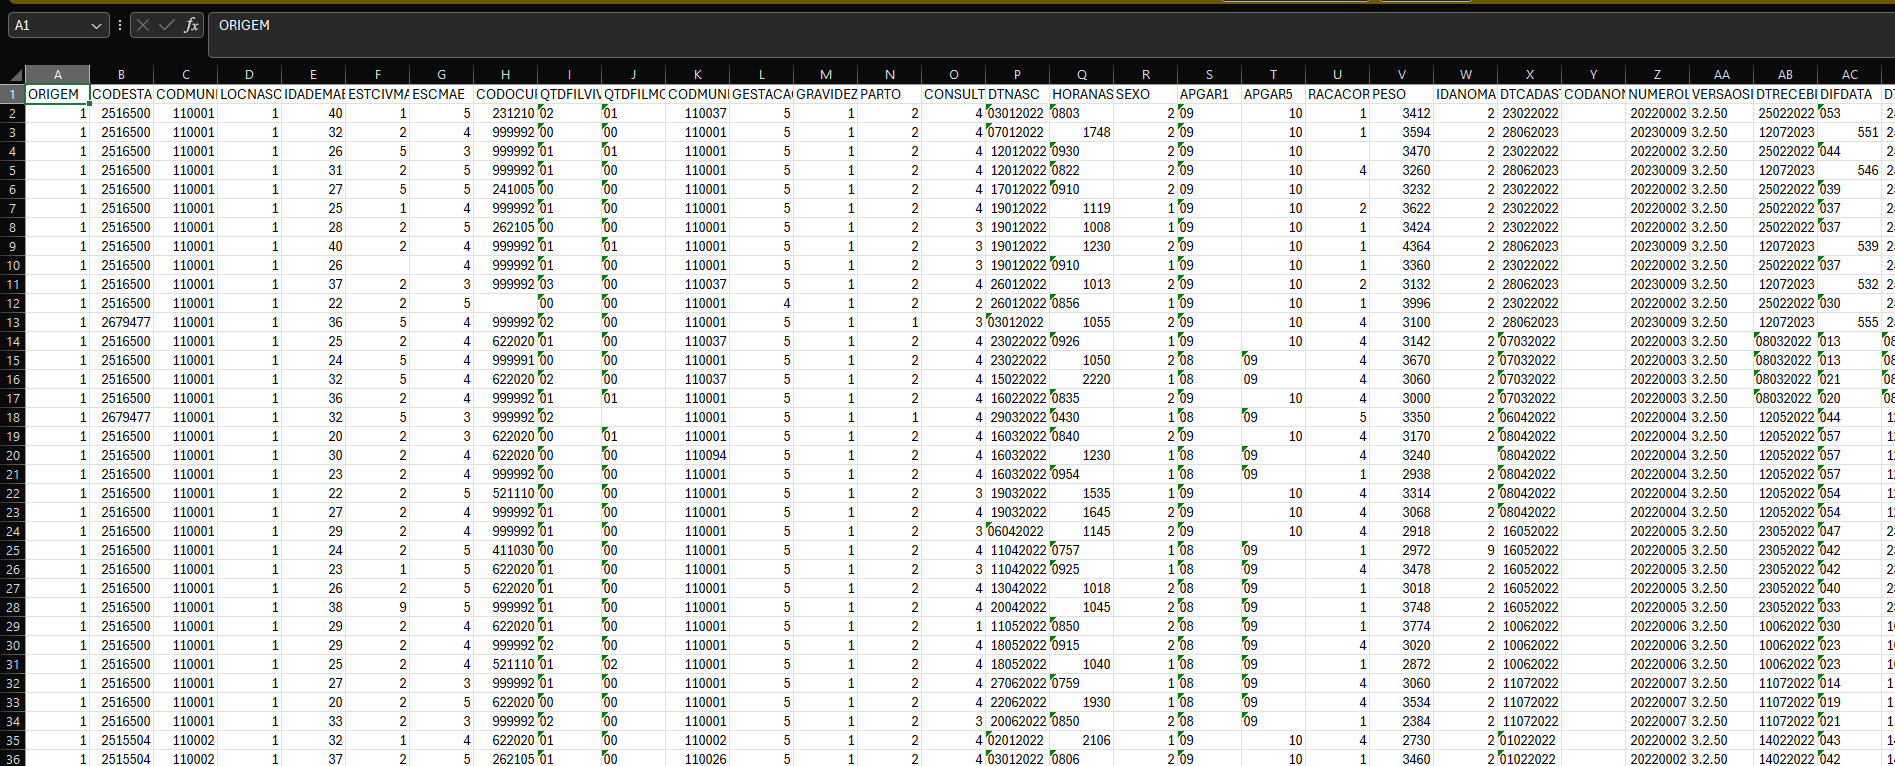 A1 fx ORIGEM
A B C D E F G H I J K L M N O P Q R S T U V W X Y Z AA AB AC
1 ORIGEM CODESTA CODMUNI LOCNASC IDADEMAE ESTCIVMA ESCMAE CODOCUP QTDFILVIV QTDFILMO CODMUNI GESTACAO GRAVIDEZ PARTO CONSULT DTNASC HORANAS SEXO APGAR1 APGAR5 RACACOR PESO IDANOMA DTCADAS CODANOM NUMEROL VERSAOSI DTRECEBI DIFDATA
2 1 2516500 110001 1 40 1 5 231210 02 01 110037 5 1 2 4 03012022 0803 2 09 10 1 3412 2 23022022 20220002 3.2.50 25022022 053
3 1 2516500 110001 1 32 2 4 999992 00 00 110001 5 1 2 4 07012022 1748 2 09 10 1 3594 2 28062023 20230009 3.2.50 12072023 551
4 1 2516500 110001 1 26 5 3 999992 01 01 110001 5 1 2 4 12012022 0930 2 09 10 3470 2 23022022 20220002 3.2.50 25022022 044
5 1 2516500 110001 1 31 2 5 999992 01 00 110001 5 1 2 4 12012022 0822 2 09 10 4 3260 2 28062023 20230009 3.2.50 12072023 546
6 1 2516500 110001 1 27 5 5 241005 00 00 110001 5 1 2 4 17012022 0910 2 09 10 3232 2 23022022 20220002 3.2.50 25022022 039
7 1 2516500 110001 1 25 1 4 999992 01 00 110001 5 1 2 4 19012022 1119 1 09 10 2 3622 2 23022022 20220002 3.2.50 25022022 037
8 1 2516500 110001 1 28 2 5 262105 00 00 110001 5 1 2 3 19012022 1008 1 09 10 1 3424 2 23022022 20220002 3.2.50 25022022 037
9 1 2516500 110001 1 40 2 4 999992 01 01 110001 5 1 2 3 19012022 1230 2 09 10 1 4364 2 28062023 20230009 3.2.50 12072023 539
10 1 2516500 110001 1 26 4 999992 01 00 110001 5 1 2 3 19012022 0910 1 09 10 1 3360 2 23022022 20220002 3.2.50 25022022 037
11 1 2516500 110001 1 37 2 3 999992 03 00 110037 5 1 2 4 26012022 1013 2 09 10 2 3132 2 28062023 20230009 3.2.50 12072023 532
12 1 2516500 110001 1 22 2 5 00 00 110001 4 1 2 2 26012022 0856 1 09 10 1 3996 2 23022022 20220002 3.2.50 25022022 030
13 1 2679477 110001 1 36 5 4 999992 02 00 110001 5 1 1 3 03012022 1055 2 09 10 4 3100 2 28062023 20230009 3.2.50 12072023 555
14 1 2516500 110001 1 25 2 4 622020 01 00 110037 5 1 2 4 23022022 0926 1 09 10 4 3142 2 07032022 20220003 3.2.50 08032022 013
15 1 2516500 110001 1 24 5 4 999991 00 00 110001 5 1 2 4 23022022 1050 2 08 09 4 3670 2 07032022 20220003 3.2.50 08032022 013
16 1 2516500 110001 1 32 5 4 622020 02 00 110037 5 1 2 4 15022022 2220 1 08 09 4 3060 2 07032022 20220003 3.2.50 08032022 021
17 1 2516500 110001 1 36 2 4 999992 01 01 110001 5 1 2 4 16022022 0835 2 09 10 4 3000 2 07032022 20220003 3.2.50 08032022 020
18 1 2679477 110001 1 32 5 3 999992 02 110001 5 1 1 4 29032022 0430 1 08 09 5 3350 2 06042022 20220004 3.2.50 12052022 044
19 1 2516500 110001 1 20 2 3 622020 00 01 110001 5 1 2 4 16032022 0840 2 09 10 4 3170 2 08042022 20220004 3.2.50 12052022 057
20 1 2516500 110001 1 30 2 4 622020 00 00 110094 5 1 2 4 16032022 1230 1 08 09 4 3240 08042022 20220004 3.2.50 12052022 057
21 1 2516500 110001 1 23 2 4 999992 01 00 110001 5 1 2 4 16032022 0954 1 08 09 1 2938 2 08042022 20220004 3.2.50 12052022 057
22 1 2516500 110001 1 22 2 5 521110 00 00 110001 5 1 2 3 19032022 1535 1 09 10 4 3314 2 08042022 20220004 3.2.50 12052022 054
23 1 2516500 110001 1 27 2 4 999992 01 00 110001 5 1 2 4 19032022 1645 2 09 10 4 3068 2 08042022 20220004 3.2.50 12052022 054
24 1 2516500 110001 1 29 2 4 999992 01 00 110001 5 1 2 3 06042022 1145 2 09 10 4 2918 2 16052022 20220005 3.2.50 23052022 047
25 1 2516500 110001 1 24 2 5 411030 00 00 110001 5 1 2 4 11042022 0757 1 08 09 1 2972 9 16052022 20220005 3.2.50 23052022 042
26 1 2516500 110001 1 23 1 5 622020 01 00 110001 5 1 2 3 11042022 0925 1 08 09 4 3478 2 16052022 20220005 3.2.50 23052022 042
27 1 2516500 110001 1 26 2 5 622020 01 00 110001 5 1 2 4 13042022 1018 2 08 09 1 3018 2 16052022 20220005 3.2.50 23052022 040
28 1 2516500 110001 1 38 9 5 999992 01 00 110001 5 1 2 4 20042022 1045 2 08 09 1 3748 2 16052022 20220005 3.2.50 23052022 033
29 1 2516500 110001 1 29 2 4 622020 01 00 110001 5 1 2 1 11052022 0850 2 08 09 1 3774 2 10062022 20220006 3.2.50 10062022 030
30 1 2516500 110001 1 29 2 4 999992 02 00 110001 5 1 2 4 18052022 0915 2 08 09 4 3020 2 10062022 20220006 3.2.50 10062022 023
31 1 2516500 110001 1 25 2 4 521110 01 02 110001 5 1 2 4 18052022 1040 1 08 09 1 2872 2 10062022 20220006 3.2.50 10062022 023
32 1 2516500 110001 1 27 2 3 999992 01 00 110001 5 1 2 4 27062022 0759 1 08 09 4 3060 2 11072022 20220007 3.2.50 11072022 014
33 1 2516500 110001 1 20 2 5 622020 00 00 110001 5 1 2 4 22062022 1930 1 08 09 4 3534 2 11072022 20220007 3.2.50 11072022 019
34 1 2516500 110001 1 33 2 3 999992 02 00 110001 5 1 2 3 20062022 0850 2 08 09 1 2384 2 11072022 20220007 3.2.50 11072022 021
35 1 2515504 110002 1 32 1 4 622020 01 00 110002 5 1 2 4 02012022 2106 1 09 10 4 2730 2 01022022 20220002 3.2.50 14022022 043
36 1 2515504 110002 1 37 2 5 262105 01 00 110026 5 1 2 4 03012022 0806 2 09 10 1 3460 2 01022022 20220002 3.2.50 14022022 042